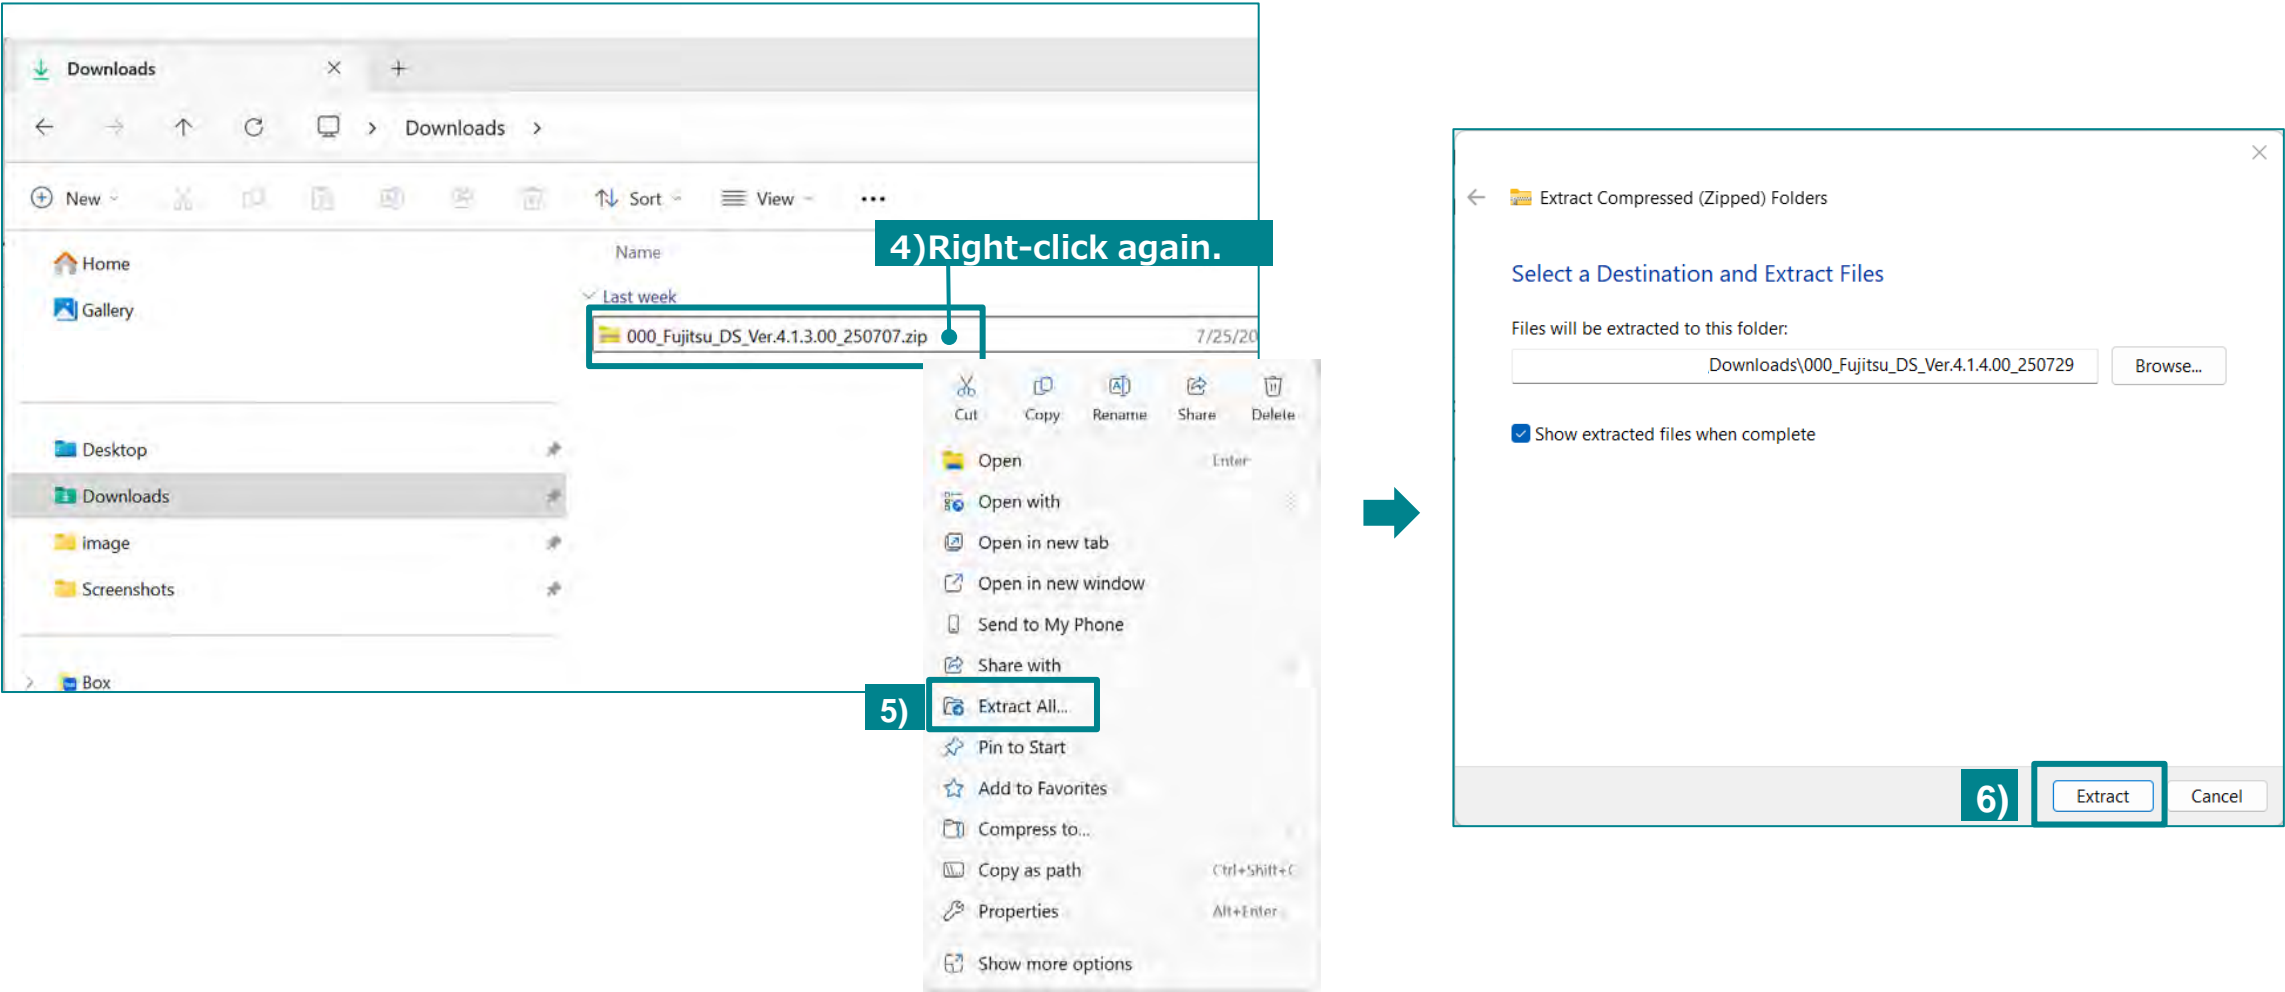 Downloads
Downloads
New
Sort
View
4)Right-click again.
Home
Gallery
Name
Last week
000_Fujitsu_DS_Ver.4.1.3.00_250707.zip
7/25/20
Desktop
Downloads
image
Screenshots
Box
Cut
Copy
Rename
Share
Delete
Open
Enter
Open with
Open in new tab
Open in new window
Send to My Phone
Share with
5)
Extract All...
Pin to Start
Add to Favorites
Compress to...
Copy as path
Ctrl+Shift+C
Properties
Alt+Enter
Show more options
Extract Compressed (Zipped) Folders
Select a Destination and Extract Files
Files will be extracted to this folder:
Downloads\000_Fujitsu_DS_Ver.4.1.4.00_250729
Browse...
Show extracted files when complete
6)
Extract
Cancel